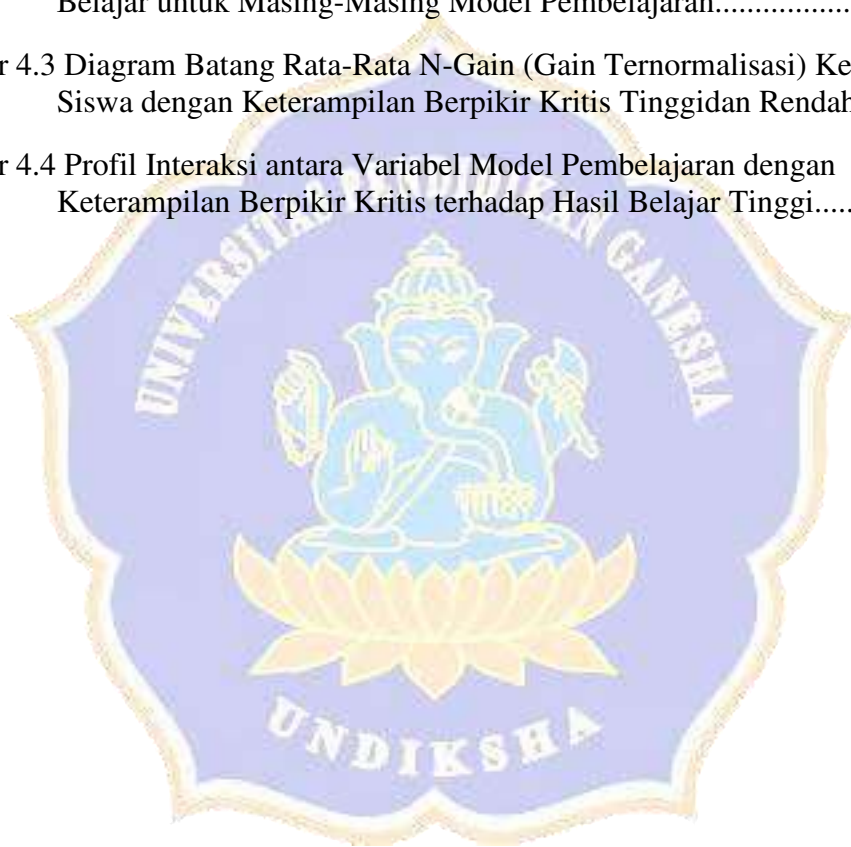 Belajar untuk Masing-Masing Model Pembelajaran.................
r 4.3 Diagram Batang Rata-Rata N-Gain (Gain Ternormalisasi) Ke
Siswa dengan Keterampilan Berpikir Kritis Tinggidan Rendah
r 4.4 Profil Interaksi antara Variabel Model Pembelajaran dengan
Keterampilan Berpikir Kritis terhadap Hasil Belajar Tinggi.....
UNIVERSITAS PENDIDIKAN GANESHA
UNDIKSHA